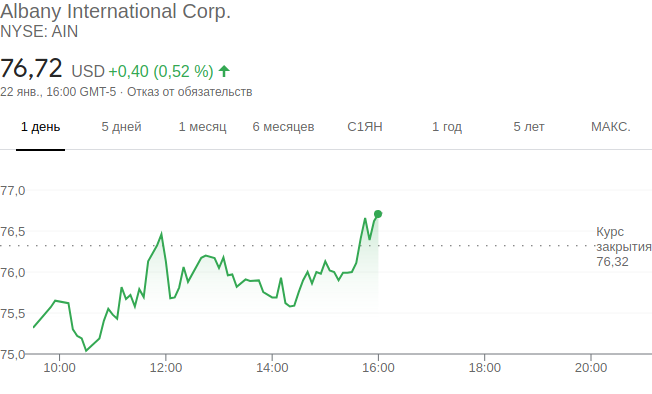 Albany International Corp.
NYSE: AIN
76,72 USD +0,40 (0,52 %)
22 янв., 16:00 GMT-5 · Отказ от обязательств
1 день 5 дней 1 месяц 6 месяцев С1ЯН 1 год 5 лет МАКС.
77,0
76,5
Курс
закрытия
76,32
76,0
75,5
75,0
10:00 12:00 14:00 16:00 18:00 20:00